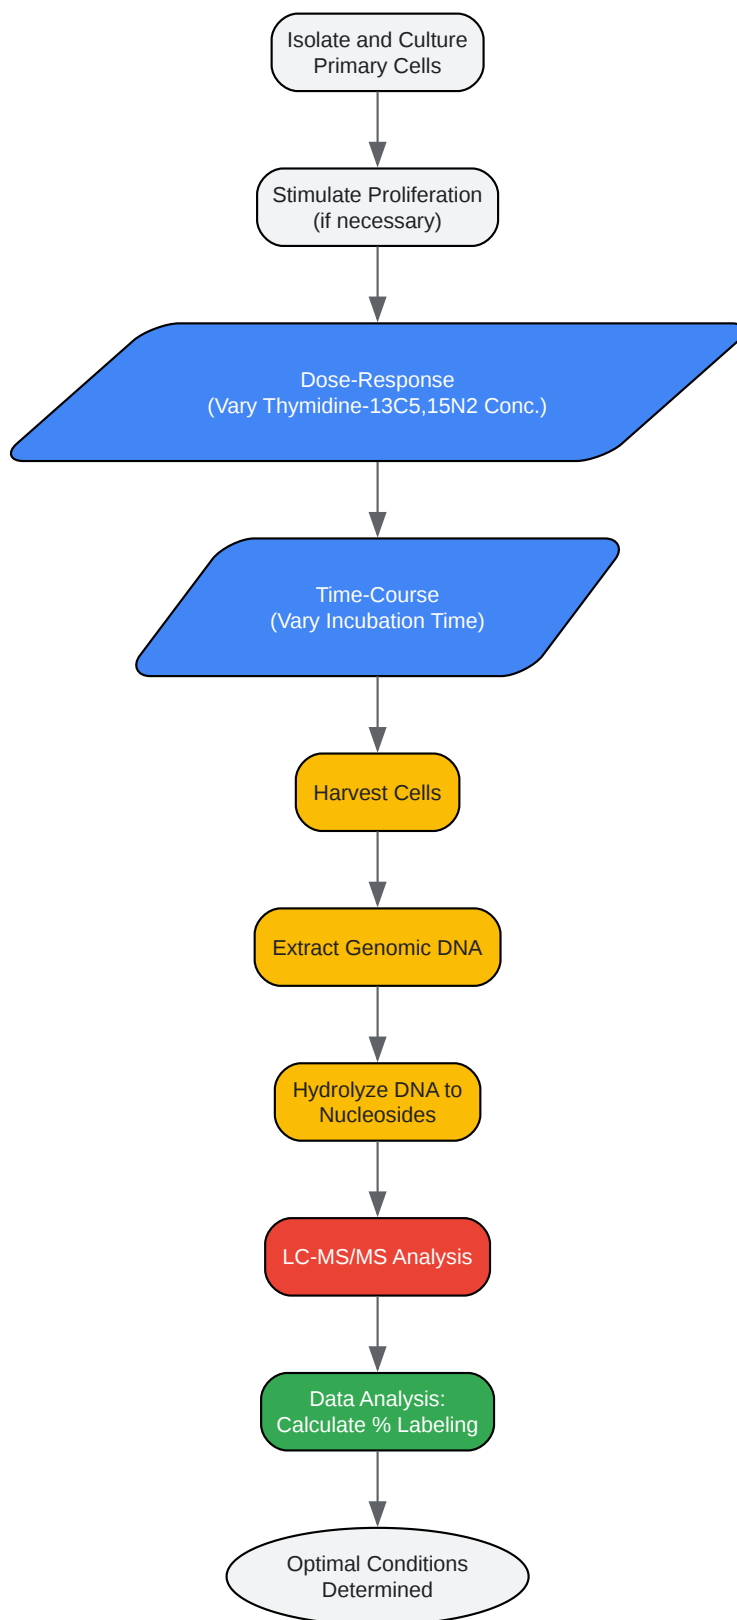 Isolate and Culture
Primary Cells
Stimulate Proliferation
(if necessary)
Dose-Response
(Vary Thymidine-13C5,15N2 Conc.)
Time-Course
(Vary Incubation Time)
Harvest Cells
Extract Genomic DNA
Hydrolyze DNA to
Nucleosides
LC-MS/MS Analysis
Data Analysis:
Calculate % Labeling
Optimal Conditions
Determined